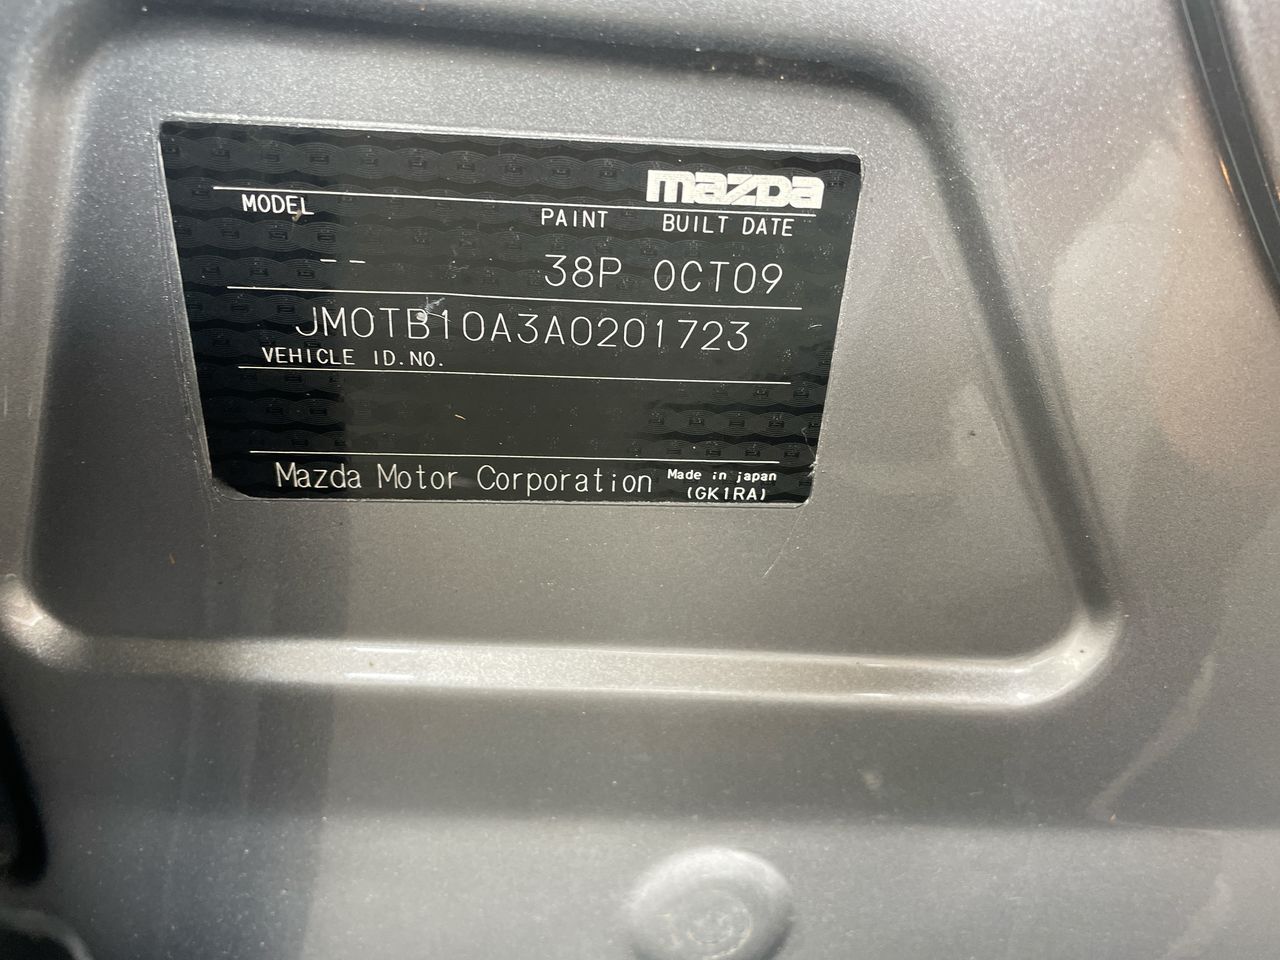 mazda
MODEL PAINT BUILT DATE
-- 38P OCT09
JM0TB10A3A0201723
VEHICLE ID.NO.
Mazda Motor Corporation Made in japan
(GK1RA)